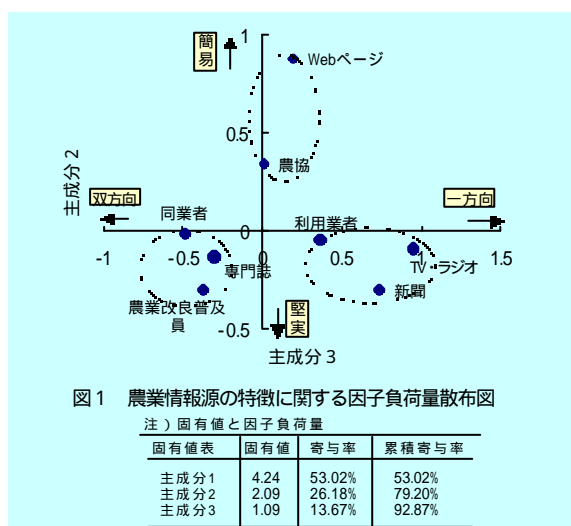 1
簡易
Webページ
0.5
農協
主成分2
双方向
一方向
同業者
利用業者
0
-1
-0.5
0
0.5
1
1.5
専門誌
TV・ラジオ
農業改良普及
員
新聞
堅実
-0.5
主成分3
図1 農業情報源の特徴に関する因子負荷量散布図
注)固有値と因子負荷量
固有値表 固有値 寄与率 累積寄与率
主成分1 4.24 53.02% 53.02%
主成分2 2.09 26.18% 79.20%
主成分3 1.09 13.67% 92.87%